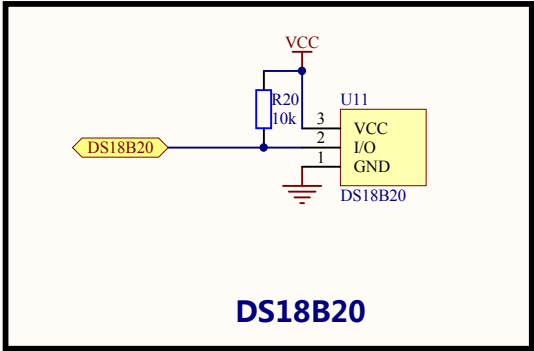 VCC
R20
10k
U11
3
VCC
2
I/O
1
GND
DS18B20
DS18B20
DS18B20